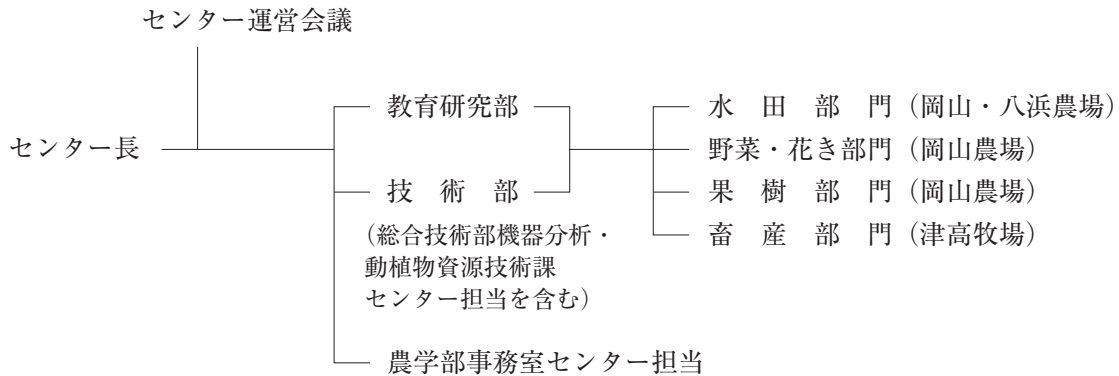 センター運営会議
教育研究部
水田部門(岡山・八浜農場)
センター長
野菜・花き部門(岡山農場)
技術部
果樹部門(岡山農場)
(総合技術部機器分析・
動植物資源技術課
センター担当を含む)
畜産部門(津高牧場)
農学部事務室センター担当